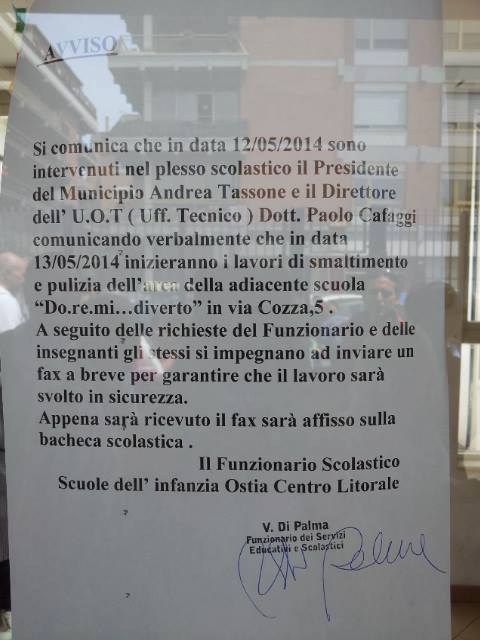 AVVISO
Si comunica che in data 12/05/2014 sono
intervenuti nel plesso scolastico il Presidente
del Municipio Andrea Tassone e il Direttore
dell' U.O.T ( Uff. Tecnico ) Dott. Paolo Cafaggi
comunicando verbalmente che in data
13/05/2014 inizieranno i lavori di smaltimento
e pulizia dell'area della adiacente scuola
“Do.re.mi…diverto” in via Cozza,5 .
A seguito delle richieste del Funzionario e delle
insegnanti gli stessi si impegnano ad inviare un
fax a breve per garantire che il lavoro sarà
svolto in sicurezza.
Appena sarà ricevuto il fax sarà affisso sulla
bacheca scolastica .
Il Funzionario Scolastico
Scuole dell' infanzia Ostia Centro Litorale
V. Di Palma
Funzionario dei Servizi
Educativi e Scolastici